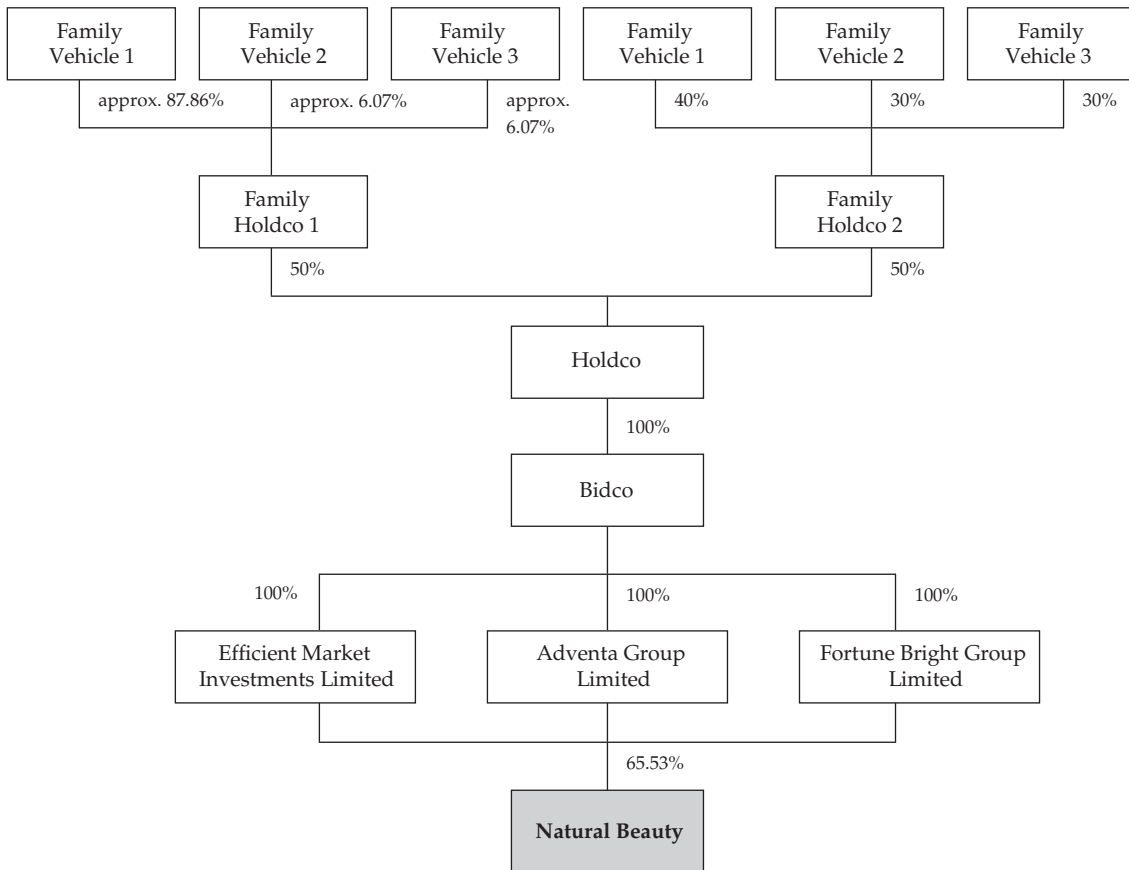 Family
Vehicle 1
Family
Vehicle 2
Family
Vehicle 3
Family
Vehicle 1
Family
Vehicle 2
Family
Vehicle 3
approx. 87.86%
approx. 6.07%
approx.
6.07%
40%
30%
30%
Family
Holdco 1
Family
Holdco 2
50%
50%
Holdco
100%
Bidco
100%
100%
100%
Efficient Market
Investments Limited
Adventa Group
Limited
Fortune Bright Group
Limited
65.53%
Natural Beauty